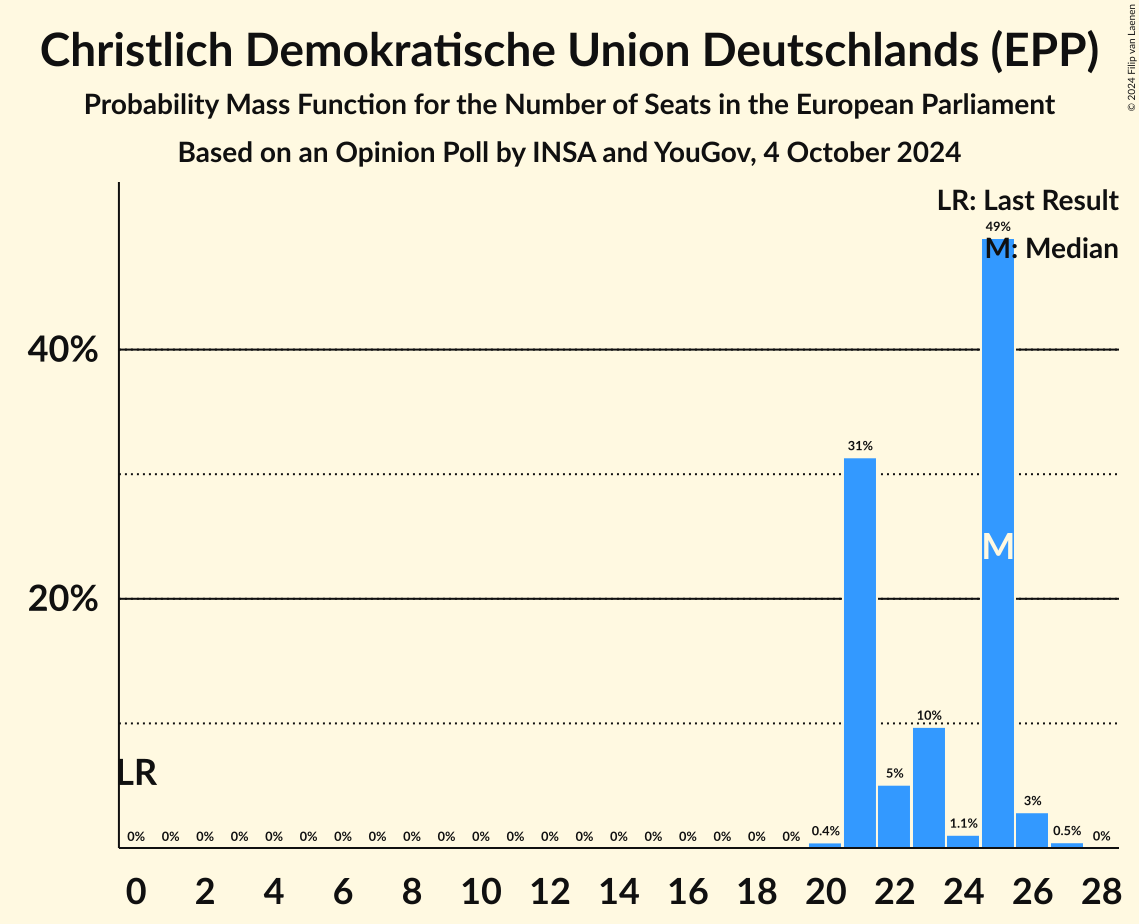 Christlich Demokratische Union Deutschlands (EPP)
Probability Mass Function for the Number of Seats in the European Parliament
Based on an Opinion Poll by INSA and YouGov, 4 October 2024
© 2024 Filip van Laenen
LR: Last Result
49%
M: Median
40%
31%
M
20%
10%
LR
5%
3%
0% 0% 0% 0% 0% 0% 0% 0% 0% 0% 0% 0% 0% 0% 0% 0% 0% 0% 0% 0% 0.4% 1.1% 0.5% 0%
0 2 4 6 8 10 12 14 16 18 20 22 24 26 28